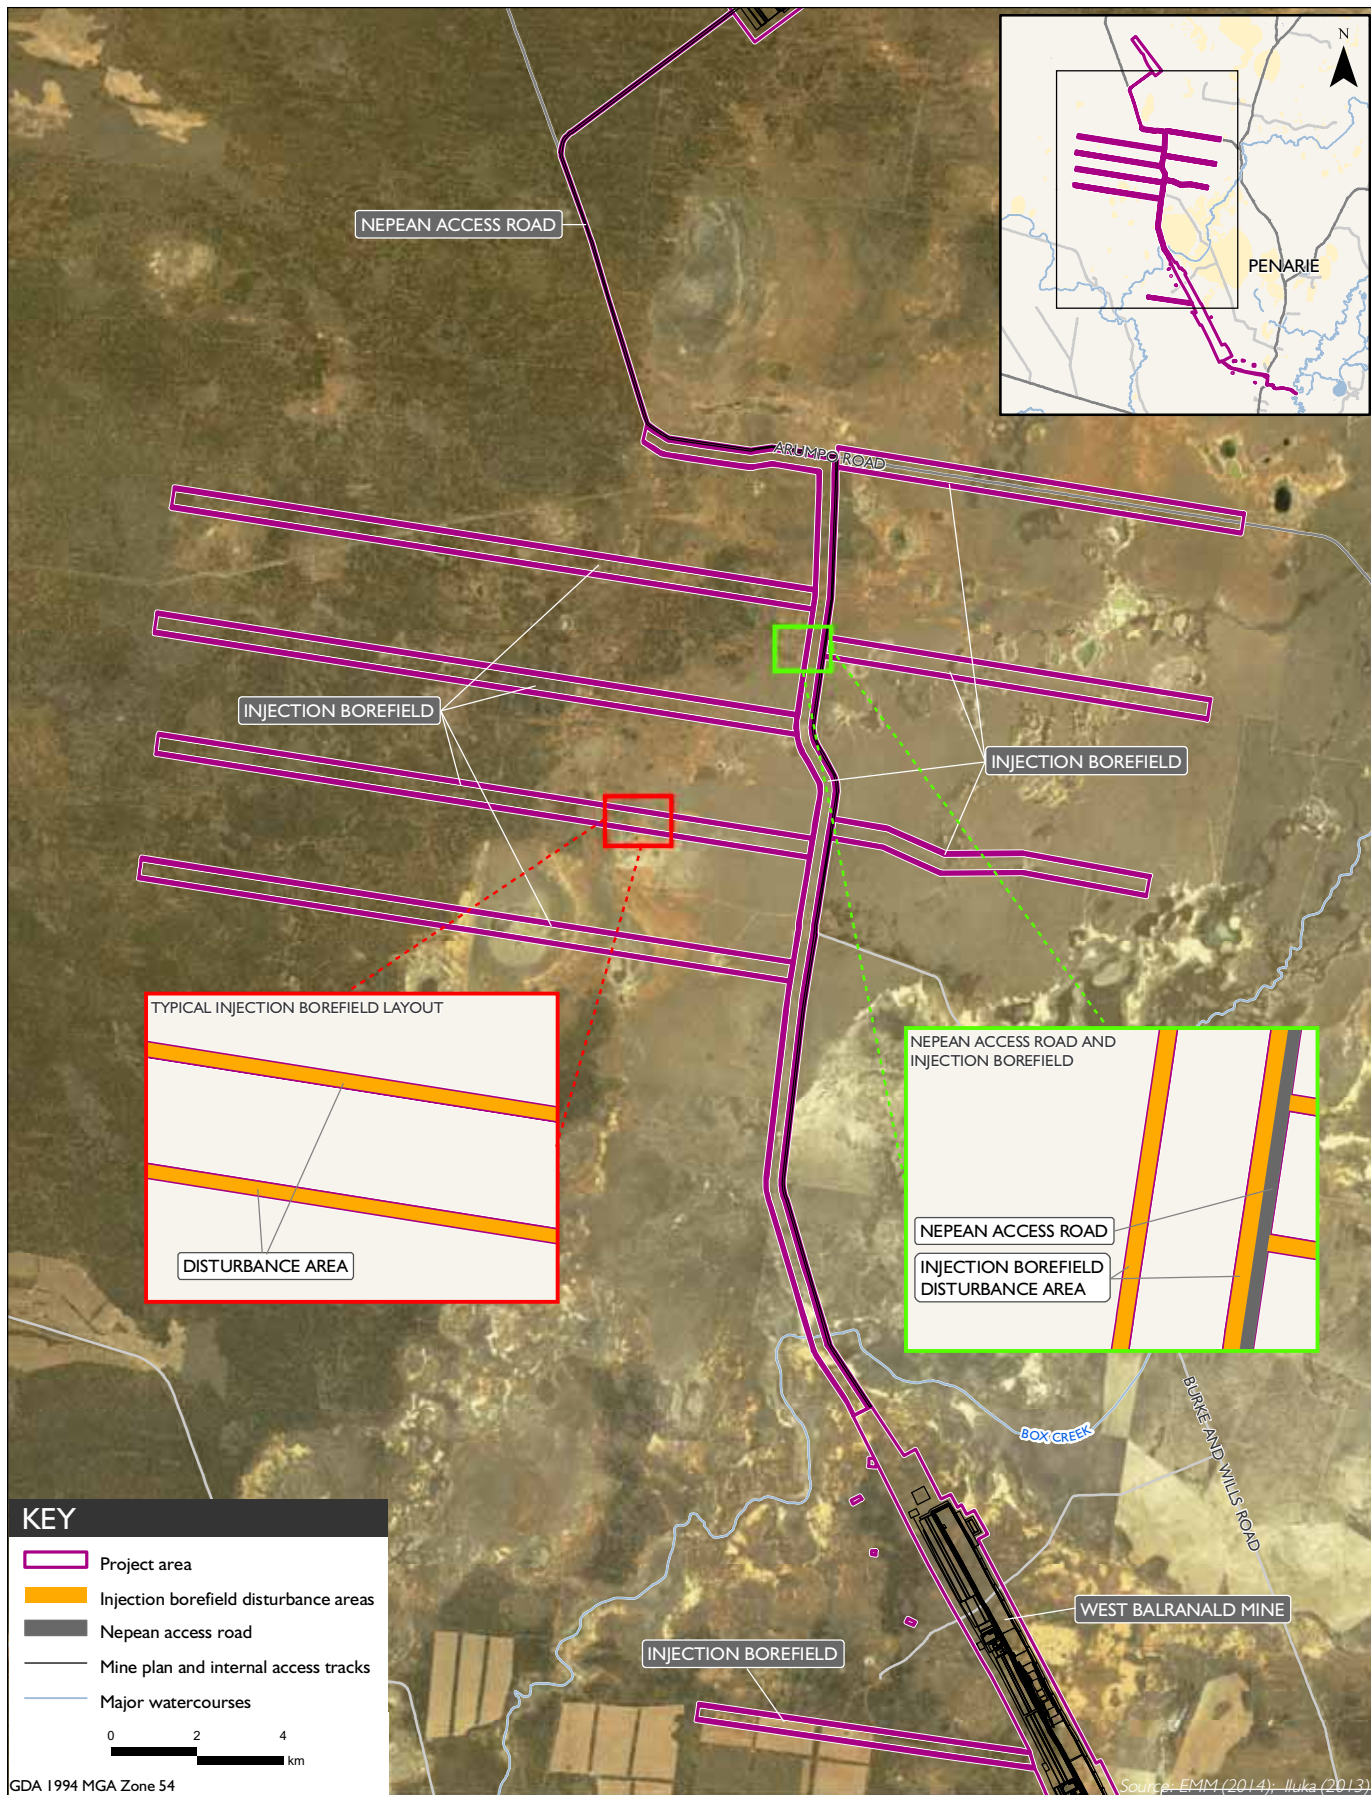 N
PENARIE
NEPEAN ACCESS ROAD
ARUMPO ROAD
INJECTION BOREFIELD
INJECTION BOREFIELD
TYPICAL INJECTION BOREFIELD LAYOUT
DISTURBANCE AREA
NEPEAN ACCESS ROAD AND
INJECTION BOREFIELD
NEPEAN ACCESS ROAD
INJECTION BOREFIELD
DISTURBANCE AREA
BURKE AND WILLS ROAD
BOX CREEK
WEST BALRANALD MINE
INJECTION BOREFIELD
KEY
Project area
Injection borefield disturbance areas
Nepean access road
Mine plan and internal access tracks
Major watercourses
0 2 4
km
GDA 1994 MGA Zone 54
Source: EMM (2014); Iluka (2013)